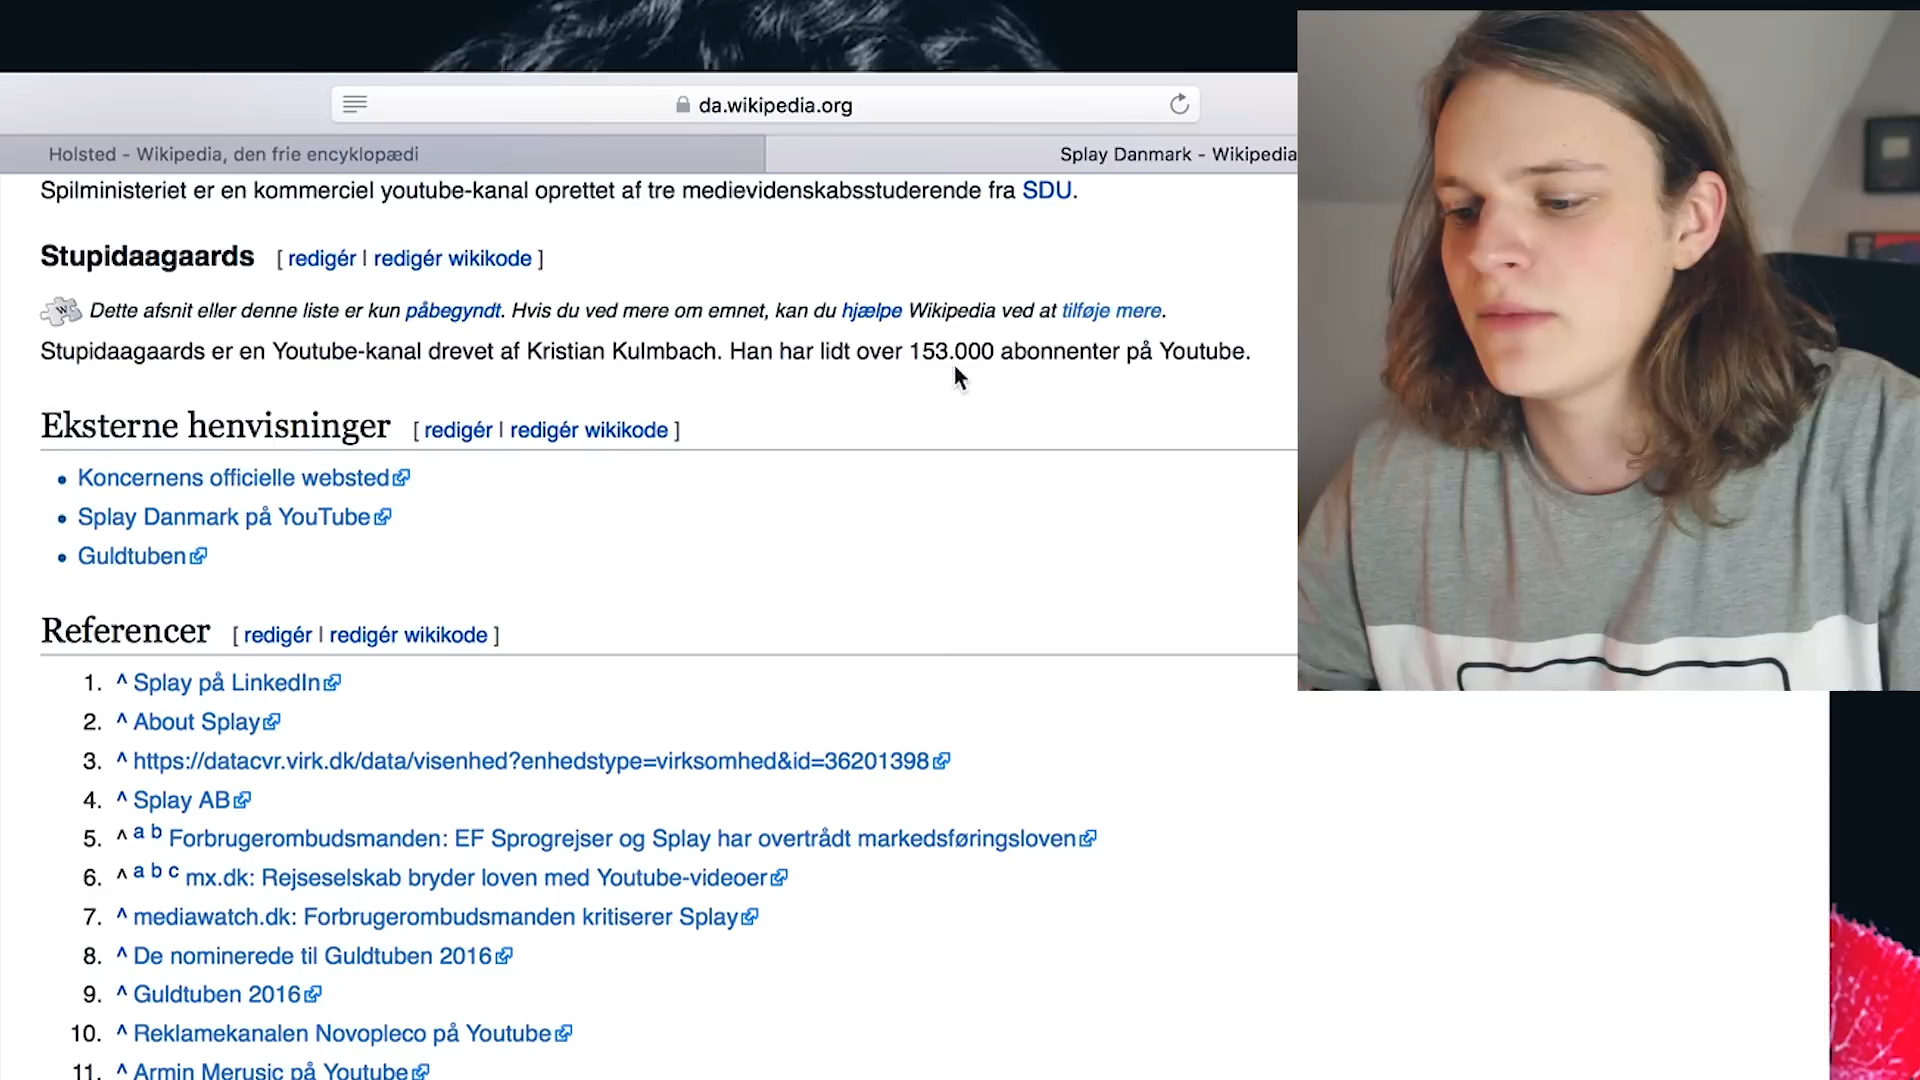 da.wikipedia.org
Holsted - Wikipedia, den frie encyklopædi
Splay Danmark - Wikipedia
Spilministeriet er en kommerciel youtube-kanal oprettet af tre medievidenskabsstuderende fra SDU.
Stupidaagaards [ redigér | redigér wikikode ]
W
Dette afsnit eller denne liste er kun påbegyndt. Hvis du ved mere om emnet, kan du hjælpe Wikipedia ved at tilføje mere.
Stupidaagaards er en Youtube-kanal drevet af Kristian Kulmbach. Han har lidt over 153.000 abonnenter på Youtube.
Eksterne henvisninger [ redigér | redigér wikikode ]
• Koncernens officielle websted
• Splay Danmark på YouTube
• Guldtuben
Referencer [ redigér | redigér wikikode ]
1. ^ Splay på LinkedIn
2. ^ About Splay
3. ^ https://datacvr.virk.dk/data/visenhed?enhedstype=virksomhed&id=36201398
4. ^ Splay AB
5. ^ a b Forbrugerombudsmanden: EF Sprogrejser og Splay har overtrådt markedsføringsloven
6. ^ a b c mx.dk: Rejseselskab bryder loven med Youtube-videoer
7. ^ mediawatch.dk: Forbrugerombudsmanden kritiserer Splay
8. ^ De nominerede til Guldtuben 2016
9. ^ Guldtuben 2016
10. ^ Reklamekanalen Novopleco på Youtube
11. ^ Armin Merusic på Youtube